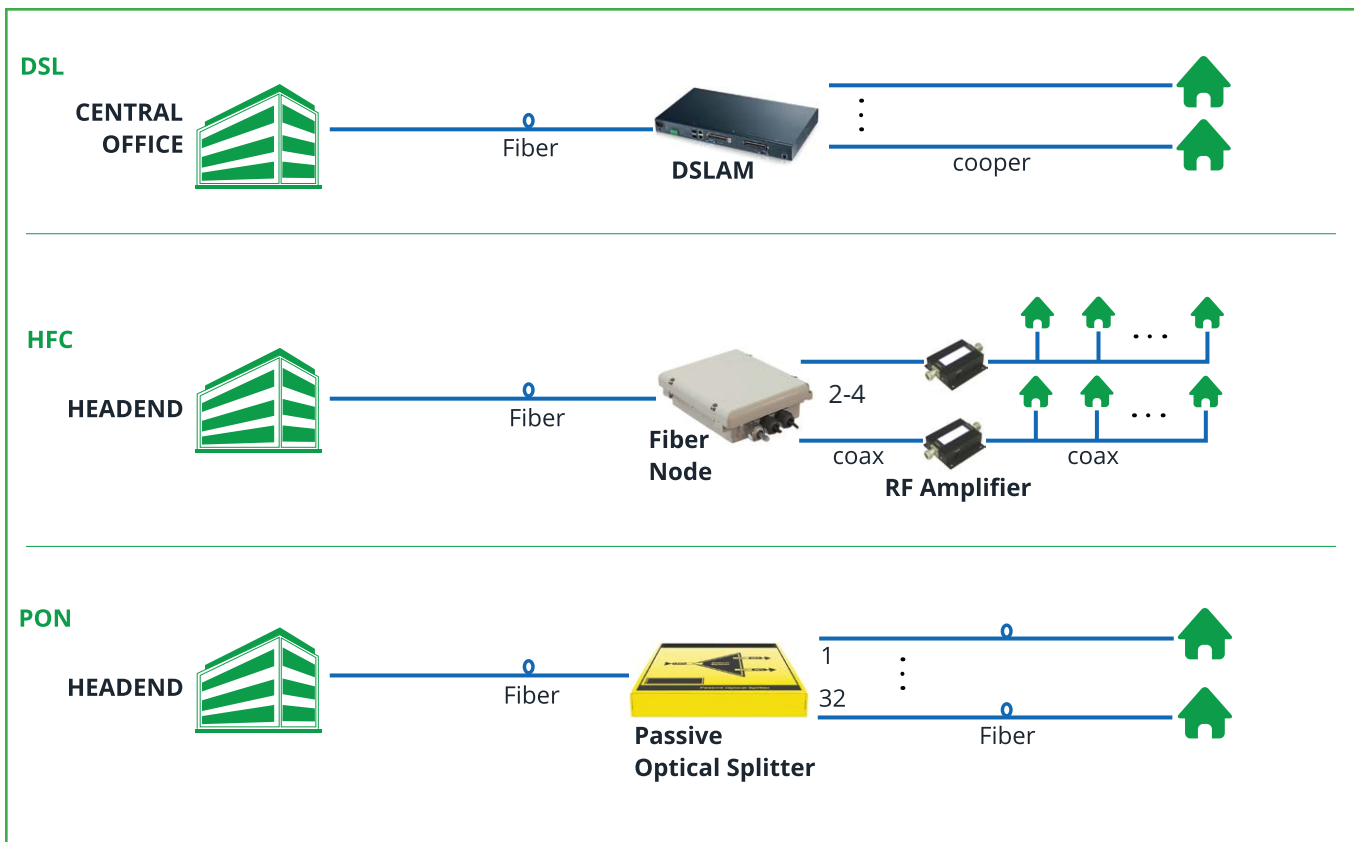 DSL
CENTRAL
OFFICE
Fiber
DSLAM
cooper
HFC
HEADEND
Fiber
Fiber
Node
2-4
coax
RF Amplifier
coax
PON
HEADEND
Fiber
Passive
Optical Splitter
1
32
Fiber